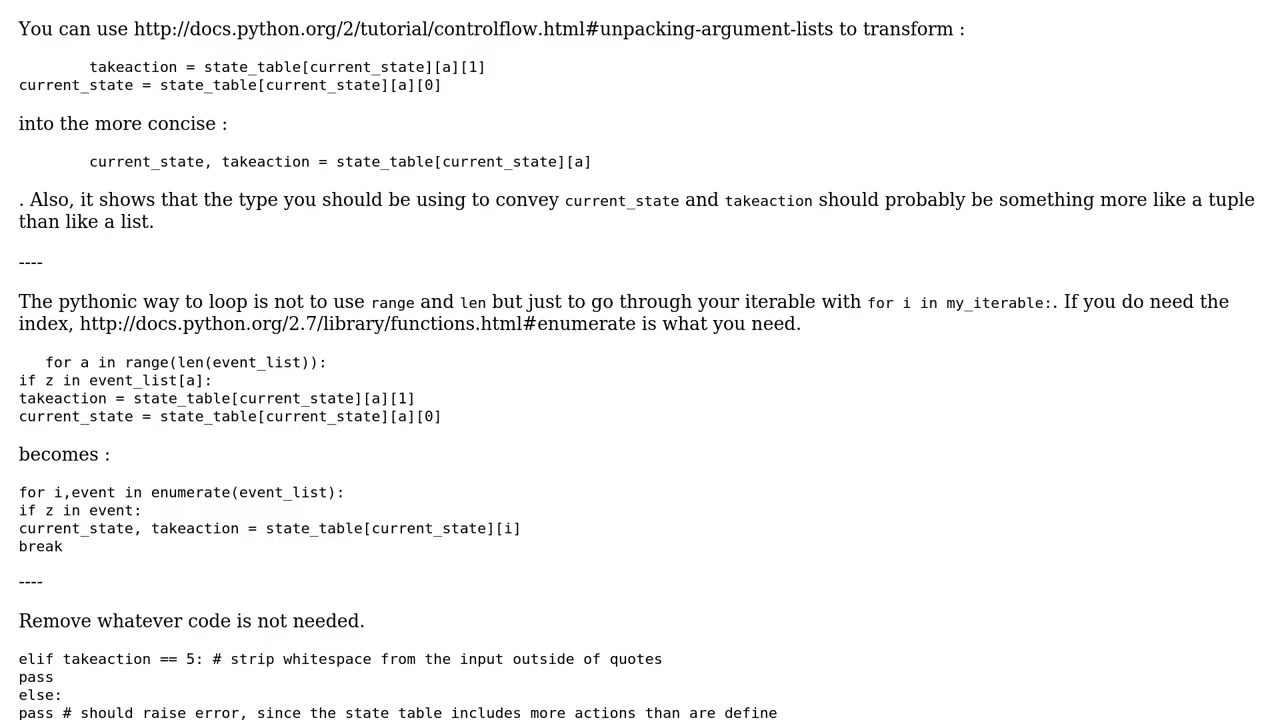 You can use http://docs.python.org/2/tutorial/controlflow.html#unpacking-argument-lists to transform :
takeaction = state_table[current_state][a][1]
current_state = state_table[current_state][a][0]
into the more concise :
current_state, takeaction = state_table[current_state][a]
. Also, it shows that the type you should be using to convey current_state and takeaction should probably be something more like a tuple
than like a list.
----
The pythonic way to loop is not to use range and len but just to go through your iterable with for i in my_iterable:. If you do need the
index, http://docs.python.org/2.7/library/functions.html#enumerate is what you need.
for a in range(len(event_list)):
if z in event_list[a]:
takeaction = state_table[current_state][a][1]
current_state = state_table[current_state][a][0]
becomes :
for i,event in enumerate(event_list):
if z in event:
current_state, takeaction = state_table[current_state][i]
break
----
Remove whatever code is not needed.
elif takeaction == 5: # strip whitespace from the input outside of quotes
pass
else:
pass # should raise error, since the state table includes more actions than are define